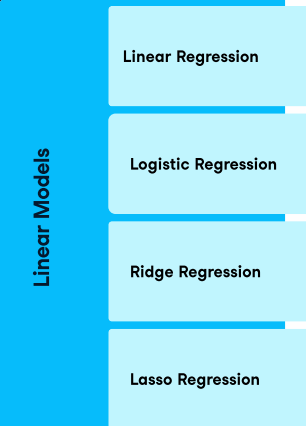 Linear Models
Linear Regression
Logistic Regression
Ridge Regression
Lasso Regression